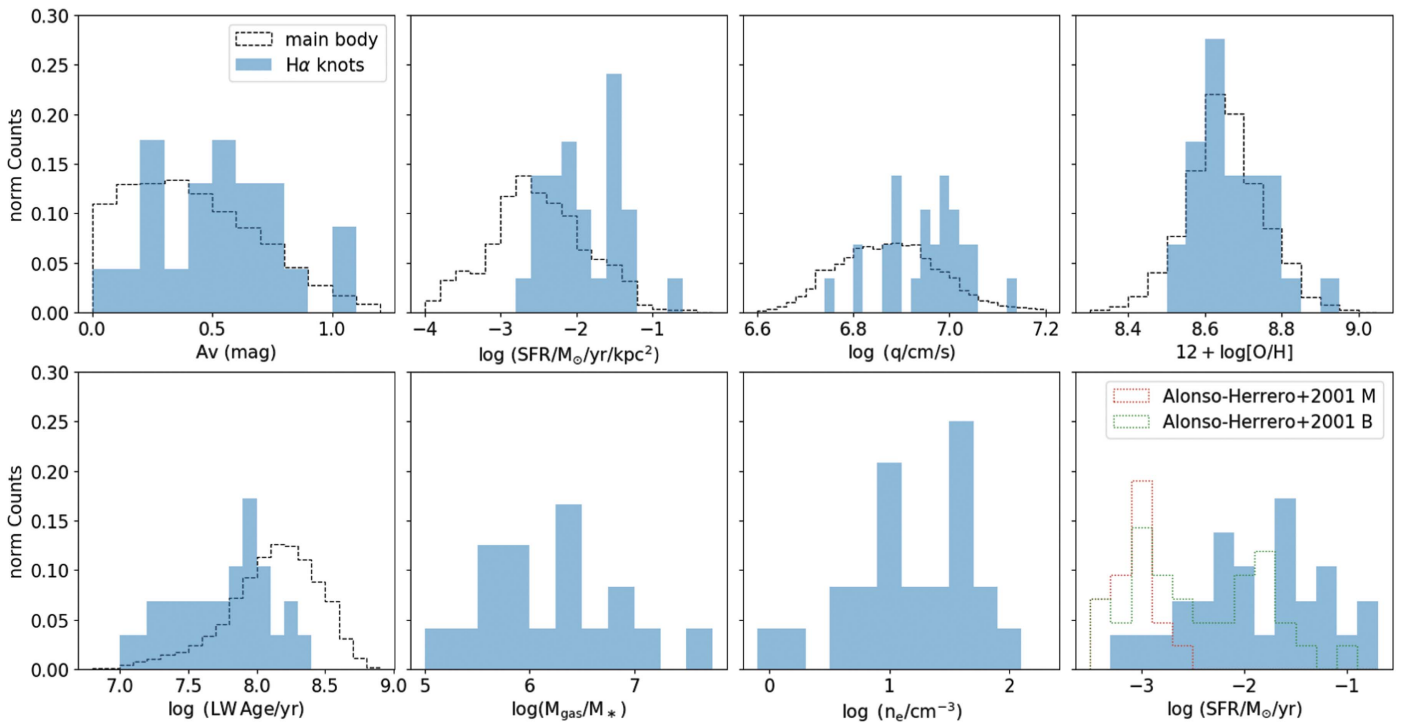 0.30
0.25
0.20
0.15
0.10
0.05
0.00
norm Counts
main body
Hα knots
0.0 0.5 1.0
Av (mag)
−4 −3 −2 −1
log (SFR/M⊙/yr/kpc²)
6.6 6.8 7.0 7.2
log (q/cm/s)
8.4 8.6 8.8 9.0
12 + log[O/H]
0.30
0.25
0.20
0.15
0.10
0.05
0.00
norm Counts
7.0 7.5 8.0 8.5 9.0
log (LW Age/yr)
5 6 7
log(M_gas/M_*)
0 1 2
log (n_e/cm⁻³)
Alonso-Herrero+2001 M
Alonso-Herrero+2001 B
−3 −2 −1
log (SFR/M⊙/yr)